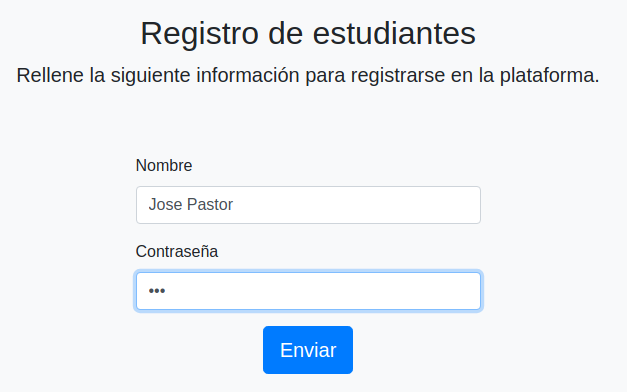 Registro de estudiantes
Rellene la siguiente información para registrarse en la plataforma.
Nombre
Jose Pastor
Contraseña
•••
Enviar